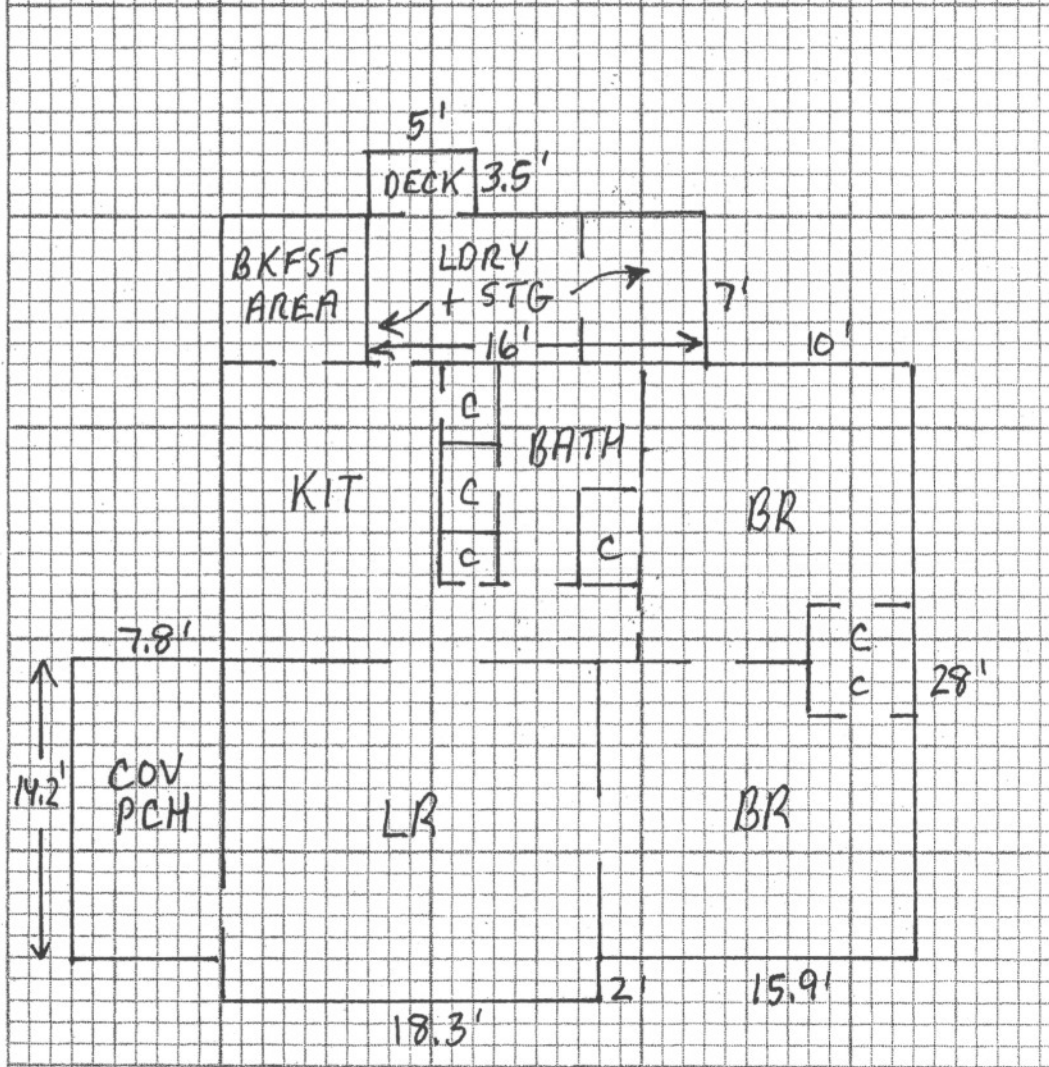 5'
DECK 3.5'
BKFST
AREA
LDRY
+ STG
7'
16'
10'
C
BATH
KIT
C
BR
C
C
7.8'
C
C
28'
14.2'
COV
PCH
LR
BR
2'
15.9'
18.3'